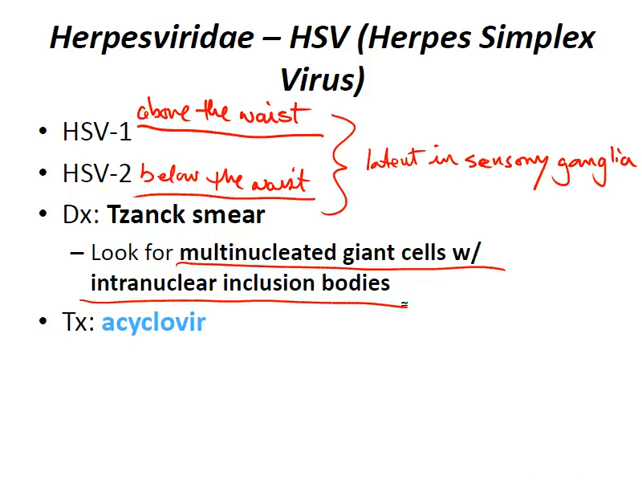 Herpesviridae – HSV (Herpes Simplex
Virus)
• HSV-1 above the waist
• HSV-2 below the waist
latent in sensory ganglia
• Dx: Tzanck smear
– Look for multinucleated giant cells w/
intranuclear inclusion bodies
• Tx: acyclovir